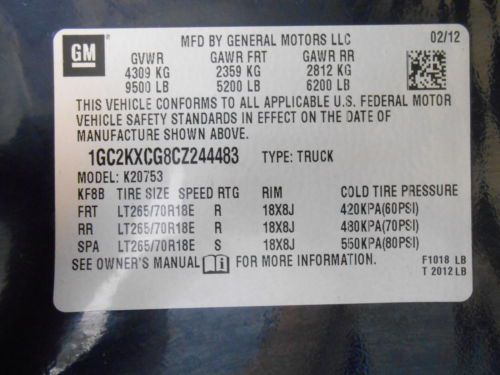 GM
MFD BY GENERAL MOTORS LLC 02/12
GVWR GAWR FRT GAWR RR
4309 KG 2359 KG 2812 KG
9500 LB 5200 LB 6200 LB
THIS VEHICLE CONFORMS TO ALL APPLICABLE U.S. FEDERAL MOTOR
VEHICLE SAFETY STANDARDS IN EFFECT ON THE DATE OF
MANUFACTURE SHOWN ABOVE.
1GC2KXCG8CZ244483 TYPE: TRUCK
MODEL: K20753
KF8B TIRE SIZE SPEED RTG RIM COLD TIRE PRESSURE
FRT LT265/70R18E R 18X8J 420KPA(60PSI)
RR LT265/70R18E R 18X8J 480KPA(70PSI)
SPA LT265/70R18E S 18X8J 550KPA(80PSI)
SEE OWNER'S MANUAL FOR MORE INFORMATION. F1018 LB
T 2012 LB